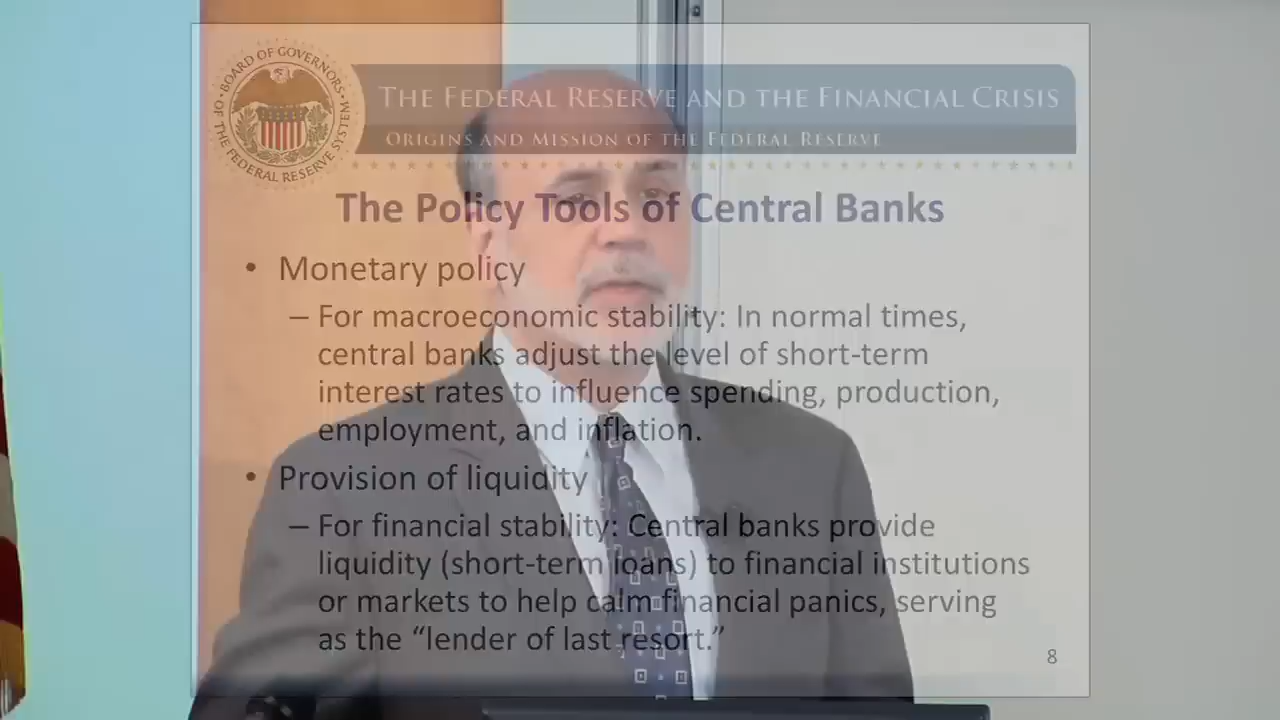 BOARD OF GOVERNORS
OF THE FEDERAL RESERVE SYSTEM
THE FEDERAL RESERVE AND THE FINANCIAL CRISIS
ORIGINS AND MISSION OF THE FEDERAL RESERVE
The Policy Tools of Central Banks
• Monetary policy
– For macroeconomic stability: In normal times,
central banks adjust the level of short-term
interest rates to influence spending, production,
employment, and inflation.
• Provision of liquidity
– For financial stability: Central banks provide
liquidity (short-term loans) to financial institutions
or markets to help calm financial panics, serving
as the “lender of last resort.”
8